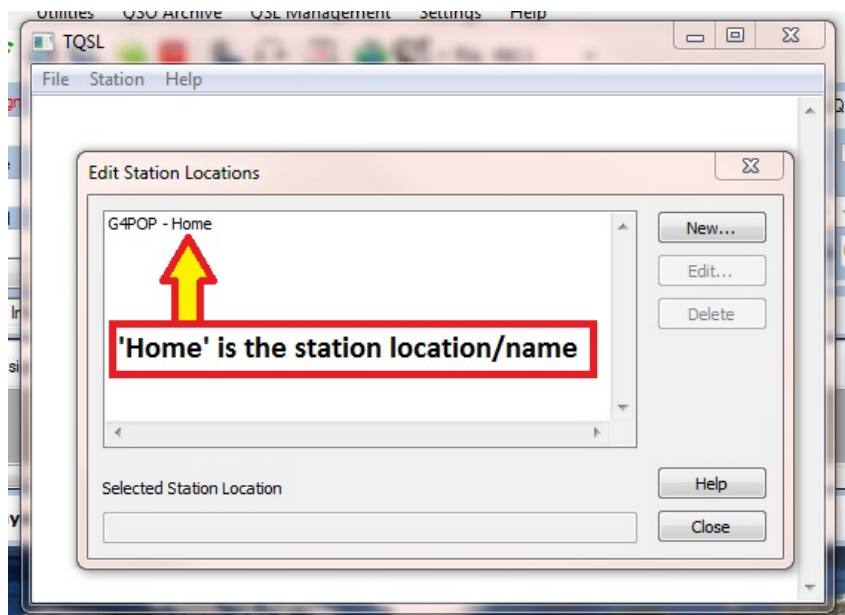 Utilities QSO Archive QSL Management Settings Help
TQSL
File Station Help
Edit Station Locations
G4POP - Home
New...
Edit...
Delete
'Home' is the station location/name
Selected Station Location
Help
Close